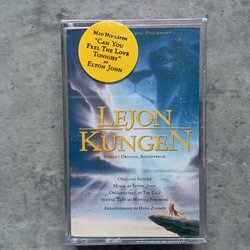 Med Hit-låten
"Can You
Feel The Love
Tonight"
av
Elton John
Lejon
Kungen
Original Soundtrack
Original Sånger
Musik av Elton John
Originaltext av Tim Rice
Svensk Text av Monica Forsberg
Arrangemang av Hans Zimmer